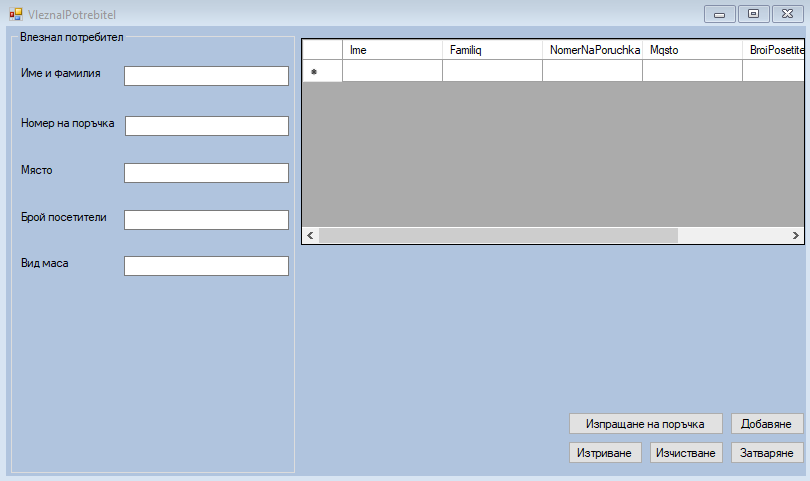 VleznalPotrebitel
Влезнал потребител
Име и фамилия
Номер на поръчка
Място
Брой посетители
Вид маса
Ime Familiq NomerNaPoruchka Mqsto BroiPosetite
Изпращане на поръчка Добавяне
Изтриване Изчистване Затваряне